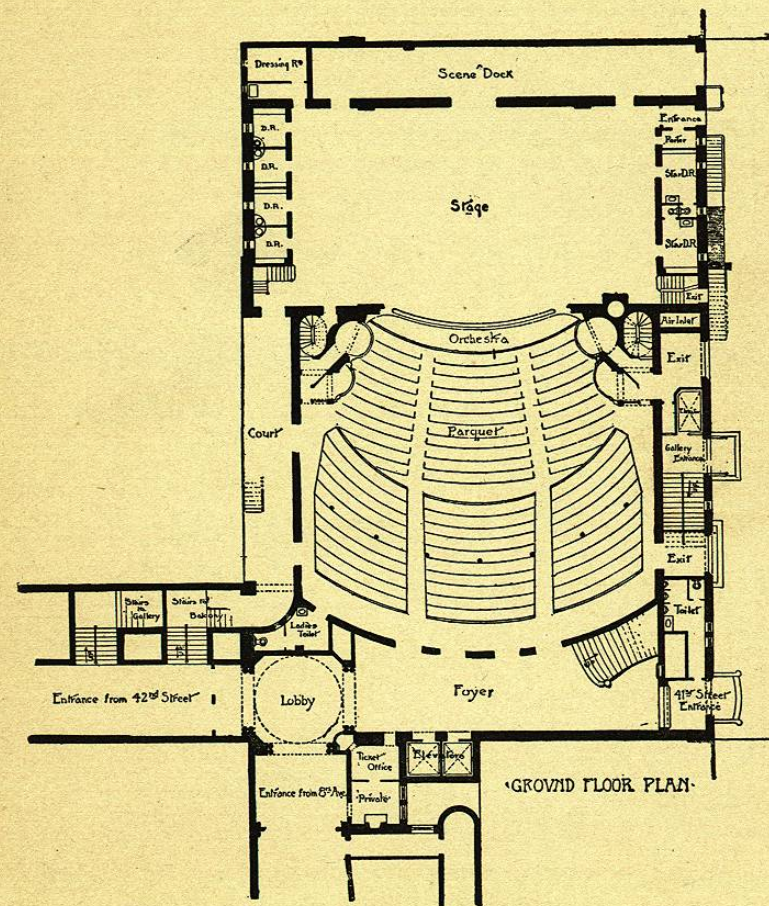 Dressing Rm
Scene Dock
Entrance
Porter
D.R.
D.R.
D.R.
D.R.
Star D.R.
Star D.R.
Stage
Exit
Air Inlet
Orchestra
Exit
Court
Parquet
Gallery
Entrance
Exit
Stairs
to
Gallery
Stairs to
Balcony
Ladies
Toilet
Toilet
Entrance from 42nd Street
Lobby
Foyer
Up
41st Street
Entrance
Ticket
Office
Elevators
Entrance from 8th Ave.
Private
·GROVND FLOOR PLAN·